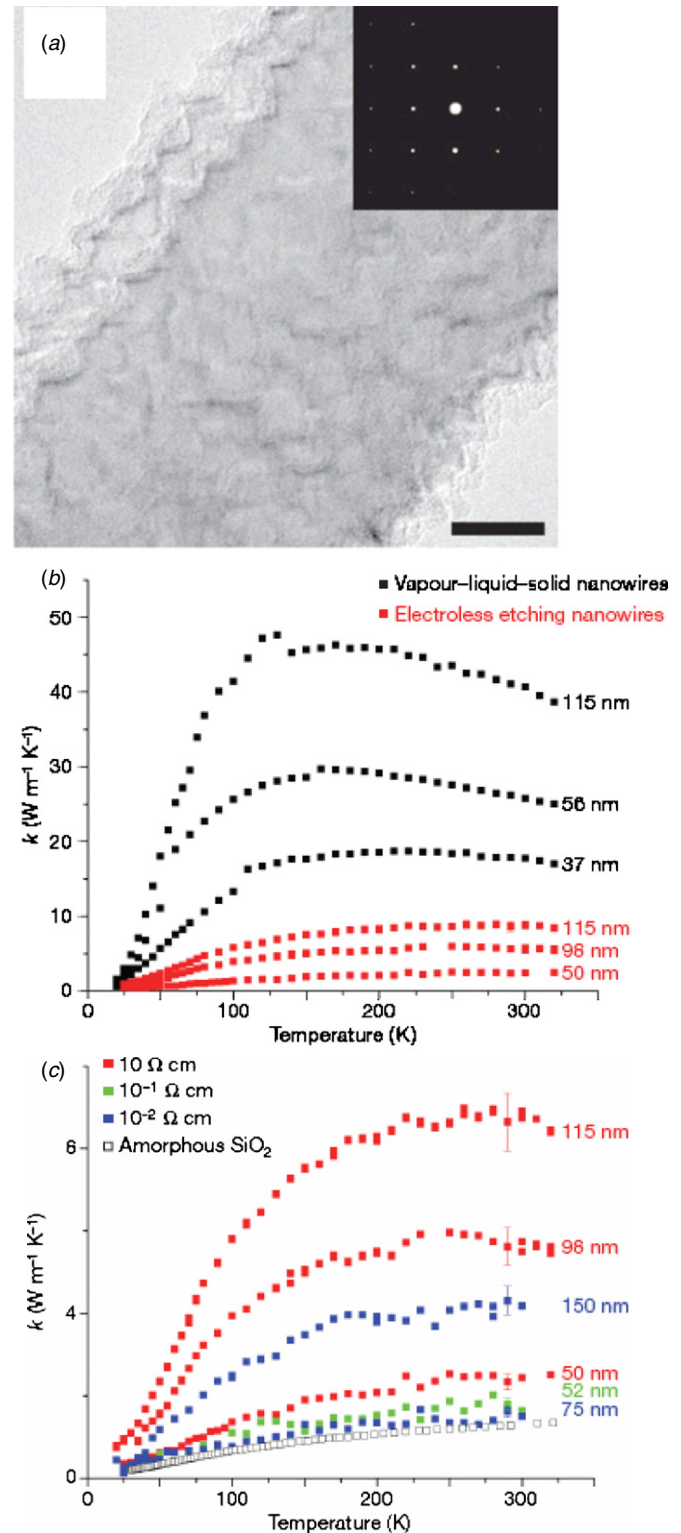 (a)
(b)
■ Vapour–liquid–solid nanowires
■ Electroless etching nanowires
50
40
30
20
10
0
k (W m⁻¹ K⁻¹)
115 nm
56 nm
37 nm
115 nm
98 nm
50 nm
0 100 200 300
Temperature (K)
(c)
■ 10 Ω cm
■ 10⁻¹ Ω cm
■ 10⁻² Ω cm
□ Amorphous SiO₂
6
4
2
0
k (W m⁻¹ K⁻¹)
115 nm
98 nm
150 nm
50 nm
52 nm
75 nm
0 100 200 300
Temperature (K)